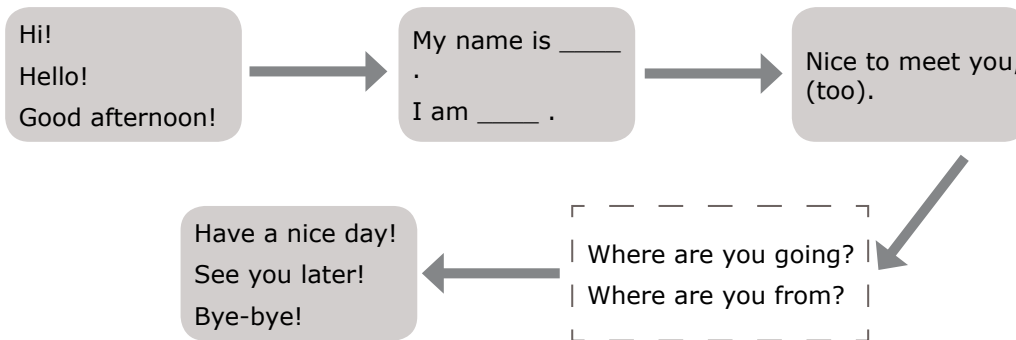 Hi!
Hello!
Good afternoon!
My name is ____
.
I am ____ .
Nice to meet you,
(too).
Where are you going?
Where are you from?
Have a nice day!
See you later!
Bye-bye!